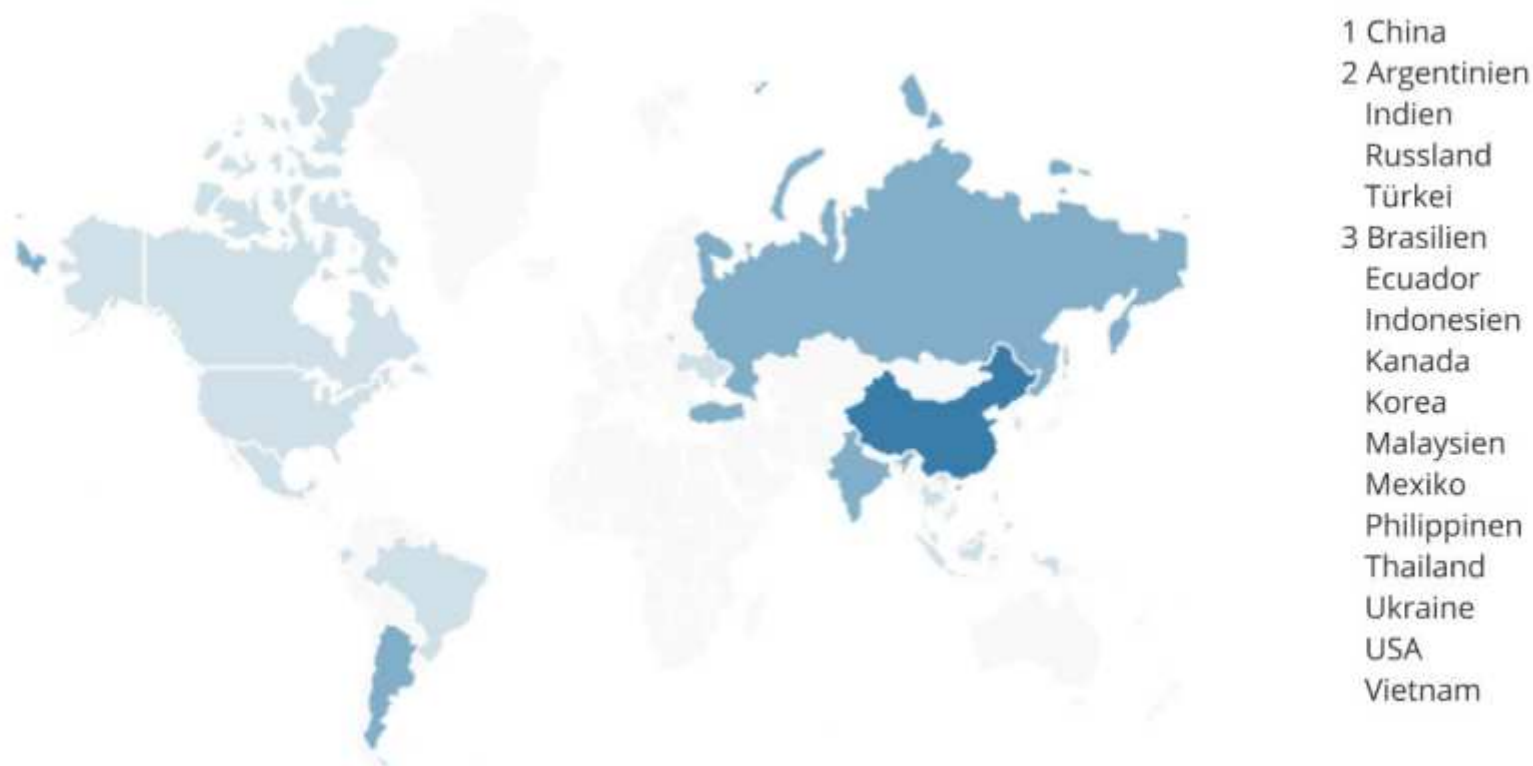 1 China
2 Argentinien
Indien
Russland
Türkei
3 Brasilien
Ecuador
Indonesien
Kanada
Korea
Malaysien
Mexiko
Philippinen
Thailand
Ukraine
USA
Vietnam